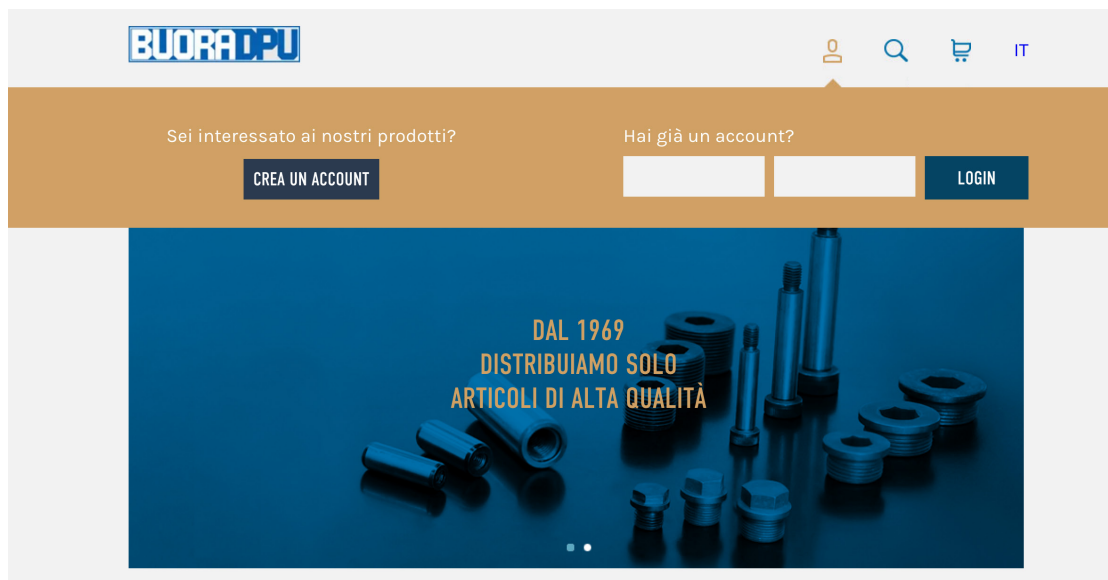 BUORADPU
IT
Sei interessato ai nostri prodotti?
CREA UN ACCOUNT
Hai già un account?
LOGIN
DAL 1969
DISTRIBUIAMO SOLO
ARTICOLI DI ALTA QUALITÀ